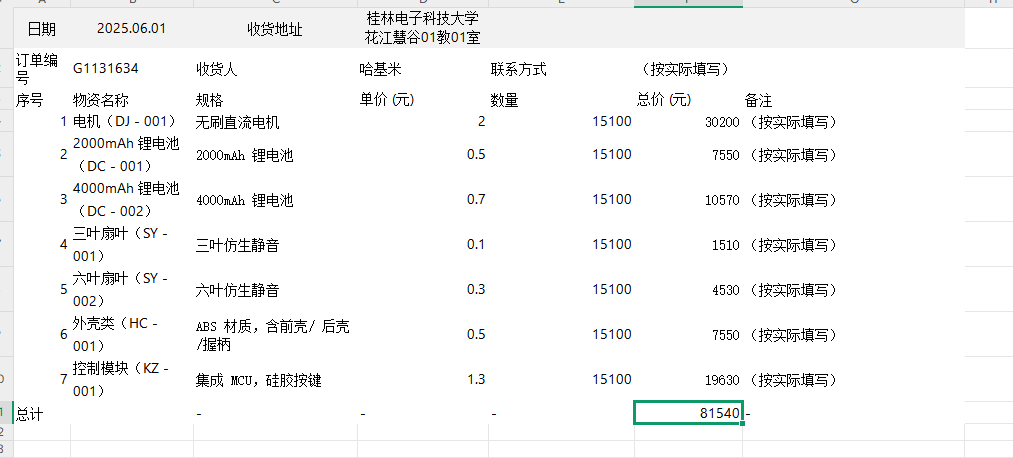 日期 2025.06.01 收货地址 桂林电子科技大学
花江慧谷01教01室
订单编号 G1131634 收货人 哈基米 联系方式 （按实际填写）
序号 物资名称 规格 单价 (元) 数量 总价 (元) 备注
1 电机（DJ - 001） 无刷直流电机 2 15100 30200 （按实际填写）
2 2000mAh 锂电池（DC - 001） 2000mAh 锂电池 0.5 15100 7550 （按实际填写）
3 4000mAh 锂电池（DC - 002） 4000mAh 锂电池 0.7 15100 10570 （按实际填写）
4 三叶扇叶（SY - 001） 三叶仿生静音 0.1 15100 1510 （按实际填写）
5 六叶扇叶（SY - 002） 六叶仿生静音 0.3 15100 4530 （按实际填写）
6 外壳类（HC - 001） ABS 材质，含前壳/ 后壳/握柄 0.5 15100 7550 （按实际填写）
7 控制模块（KZ - 001） 集成 MCU，硅胶按键 1.3 15100 19630 （按实际填写）
总计 - - - 81540 -